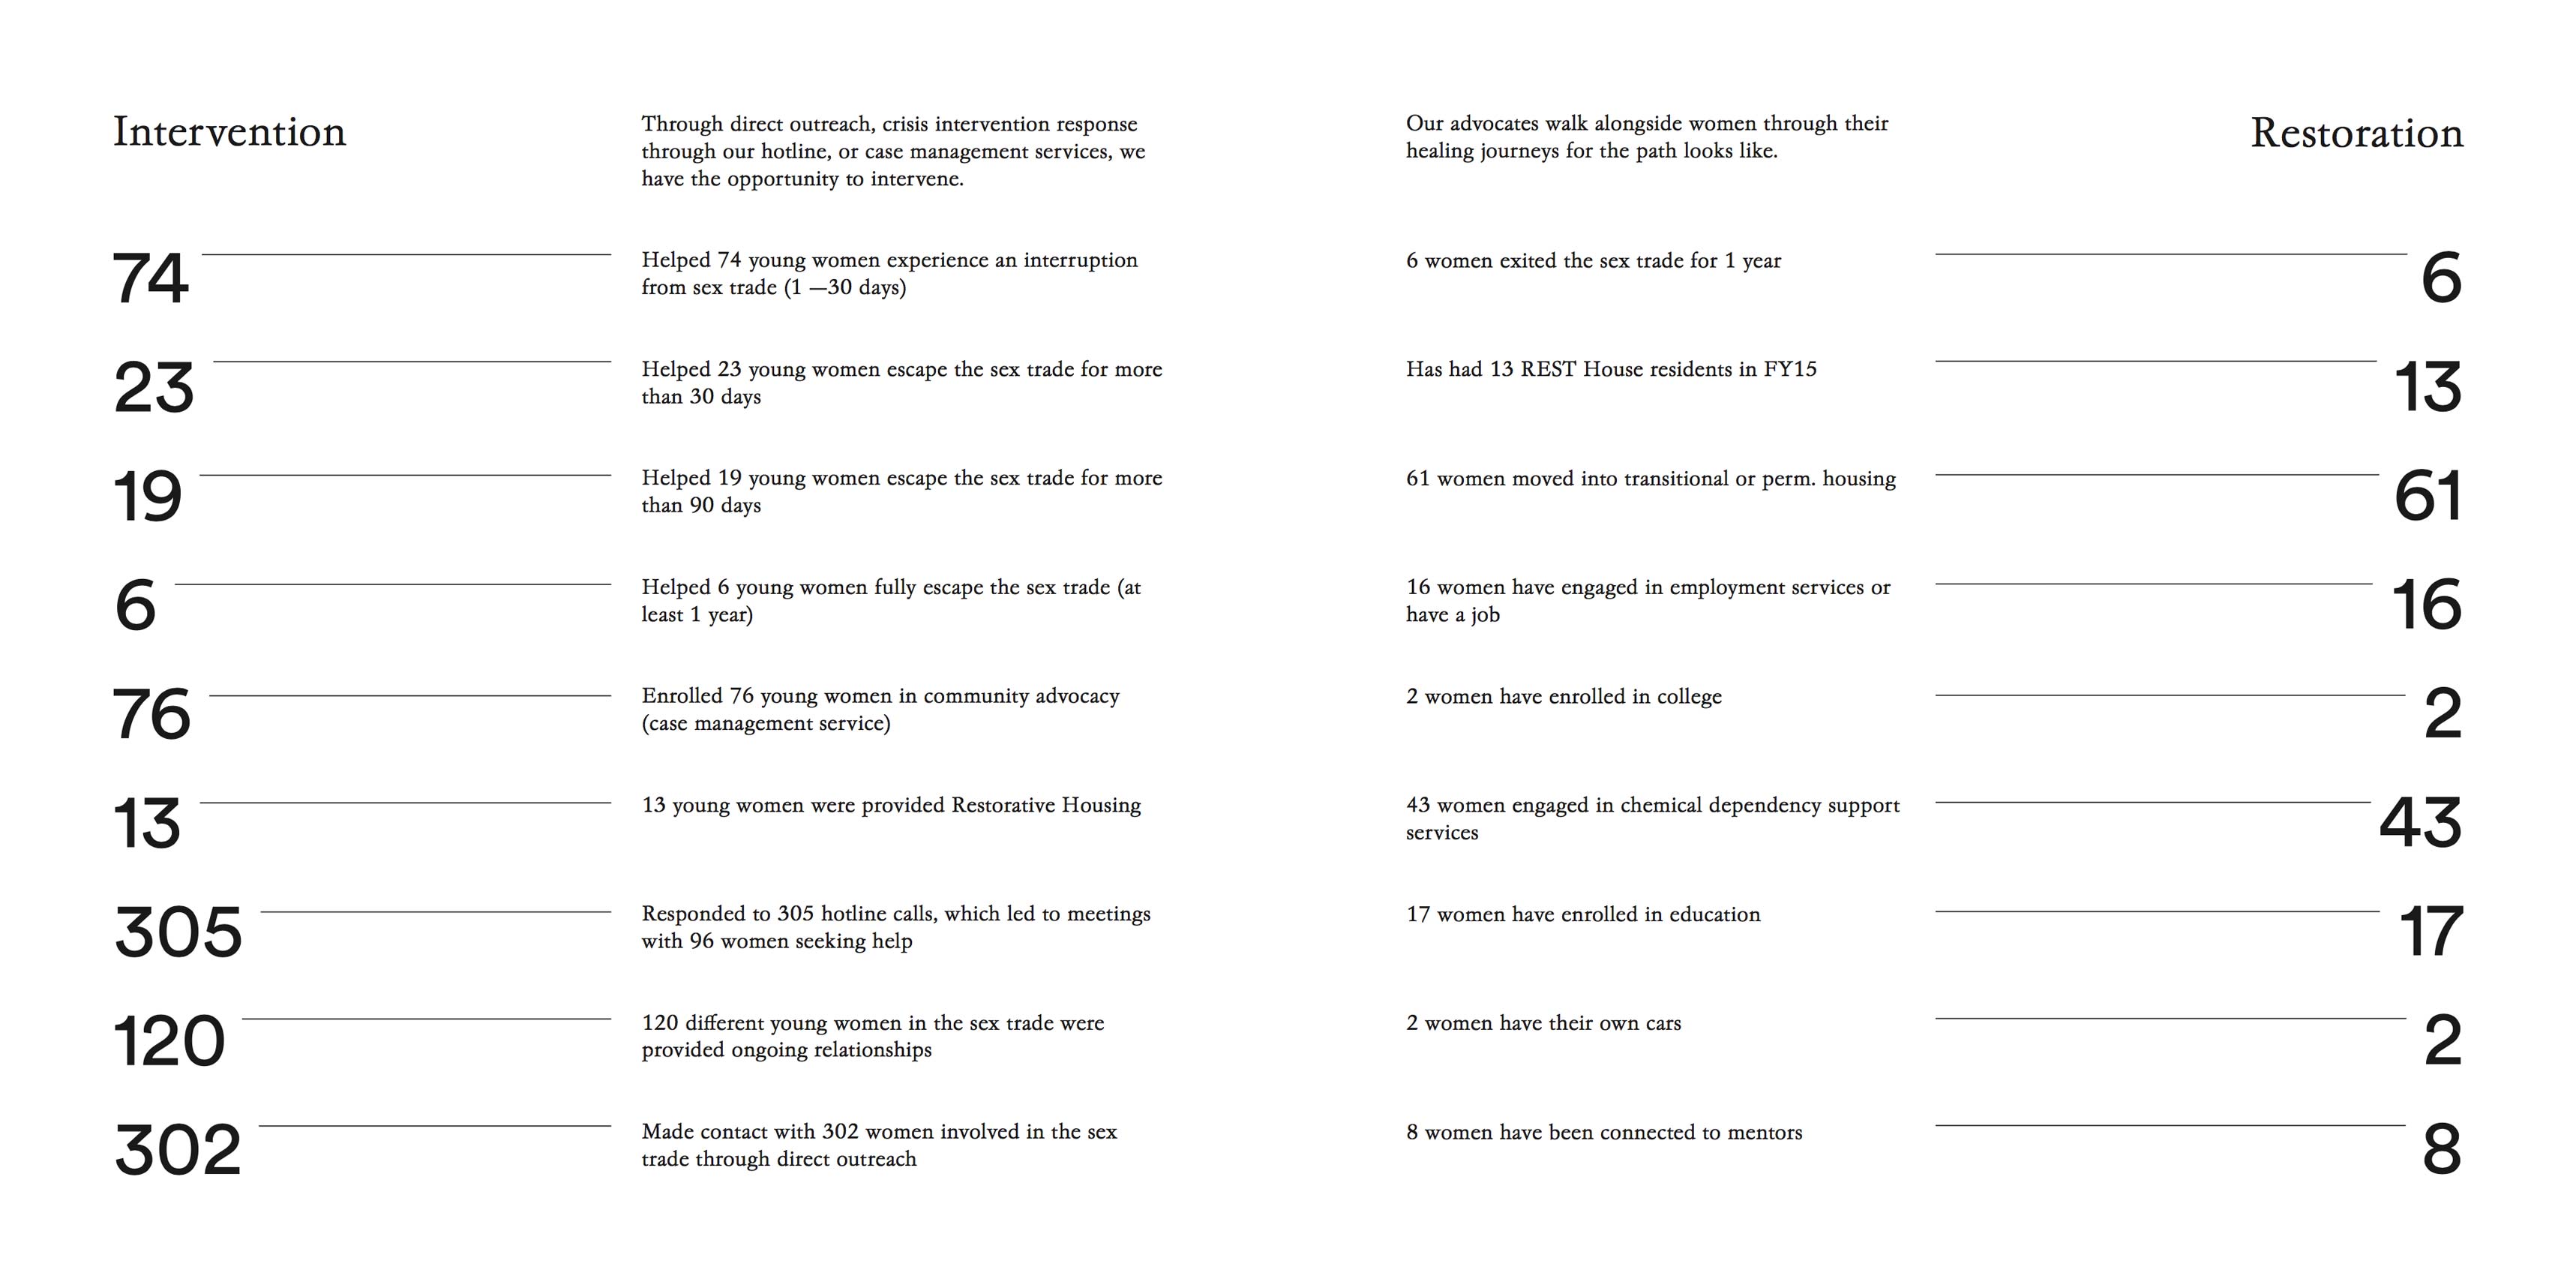 Intervention
Through direct outreach, crisis intervention response
through our hotline, or case management services, we
have the opportunity to intervene.
74
Helped 74 young women experience an interruption
from sex trade (1 —30 days)
23
Helped 23 young women escape the sex trade for more
than 30 days
19
Helped 19 young women escape the sex trade for more
than 90 days
6
Helped 6 young women fully escape the sex trade (at
least 1 year)
76
Enrolled 76 young women in community advocacy
(case management service)
13
13 young women were provided Restorative Housing
305
Responded to 305 hotline calls, which led to meetings
with 96 women seeking help
120
120 different young women in the sex trade were
provided ongoing relationships
302
Made contact with 302 women involved in the sex
trade through direct outreach
Our advocates walk alongside women through their
healing journeys for the path looks like.
Restoration
6 women exited the sex trade for 1 year
6
Has had 13 REST House residents in FY15
13
61 women moved into transitional or perm. housing
61
16 women have engaged in employment services or
have a job
16
2 women have enrolled in college
2
43 women engaged in chemical dependency support
services
43
17 women have enrolled in education
17
2 women have their own cars
2
8 women have been connected to mentors
8